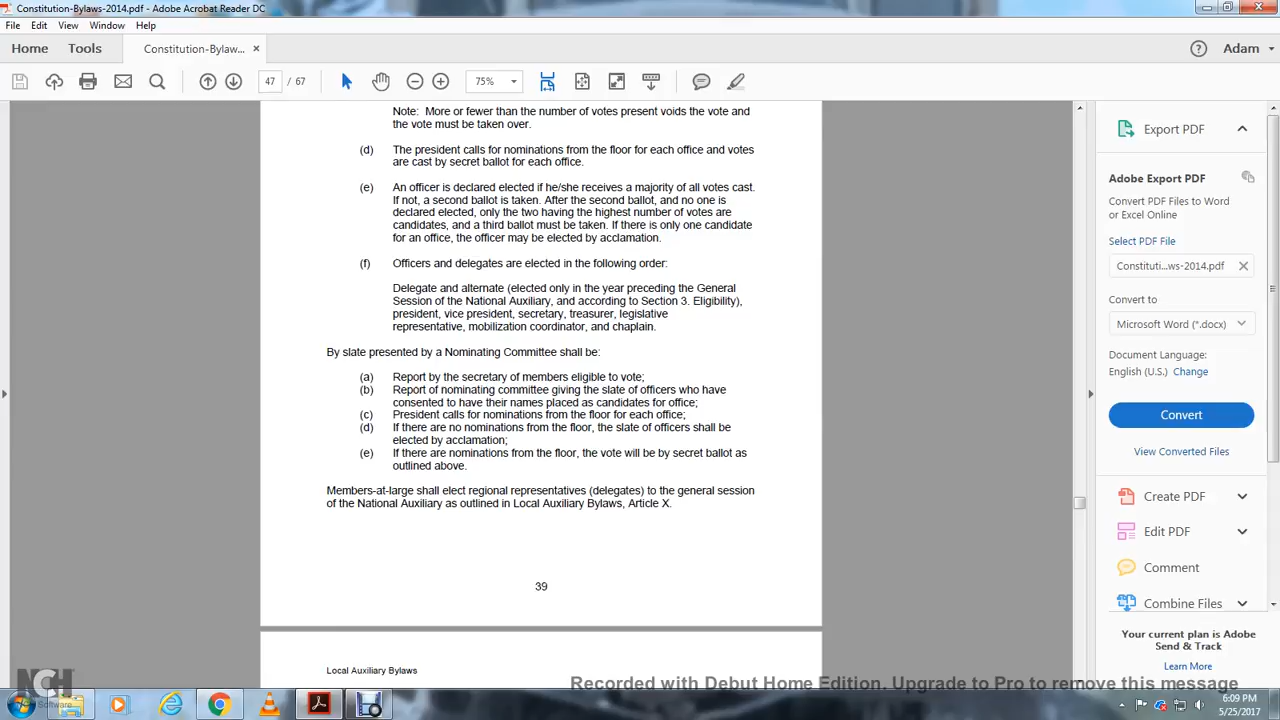 Constitution-Bylaws-2014.pdf - Adobe Acrobat Reader DC
File Edit View Window Help
Home Tools Constitution-Bylaw... × Adam
47 / 67 75%
Note: More or fewer than the number of votes present voids the vote and
the vote must be taken over.
(d) The president calls for nominations from the floor for each office and votes
are cast by secret ballot for each office.
(e) An officer is declared elected if he/she receives a majority of all votes cast.
If not, a second ballot is taken. After the second ballot, and no one is
declared elected, only the two having the highest number of votes are
candidates, and a third ballot must be taken. If there is only one candidate
for an office, the officer may be elected by acclamation.
(f) Officers and delegates are elected in the following order:
Delegate and alternate (elected only in the year preceding the General
Session of the National Auxiliary, and according to Section 3. Eligibility),
president, vice president, secretary, treasurer, legislative
representative, mobilization coordinator, and chaplain.
By slate presented by a Nominating Committee shall be:
(a) Report by the secretary of members eligible to vote;
(b) Report of nominating committee giving the slate of officers who have
consented to have their names placed as candidates for office;
(c) President calls for nominations from the floor for each office;
(d) If there are no nominations from the floor, the slate of officers shall be
elected by acclamation;
(e) If there are nominations from the floor, the vote will be by secret ballot as
outlined above.
Members-at-large shall elect regional representatives (delegates) to the general session
of the National Auxiliary as outlined in Local Auxiliary Bylaws, Article X.
39
Local Auxiliary Bylaws
Export PDF
Adobe Export PDF
Convert PDF Files to Word
or Excel Online
Select PDF File
Constituti...ws-2014.pdf
Convert to
Microsoft Word (*.docx)
Document Language:
English (U.S.) Change
Convert
View Converted Files
Create PDF
Edit PDF
Comment
Combine Files
Your current plan is Adobe
Send & Track
Learn More
NCH
Software
Recorded with Debut Home Edition. Upgrade to Pro to remove this message
6:09 PM
5/25/2017